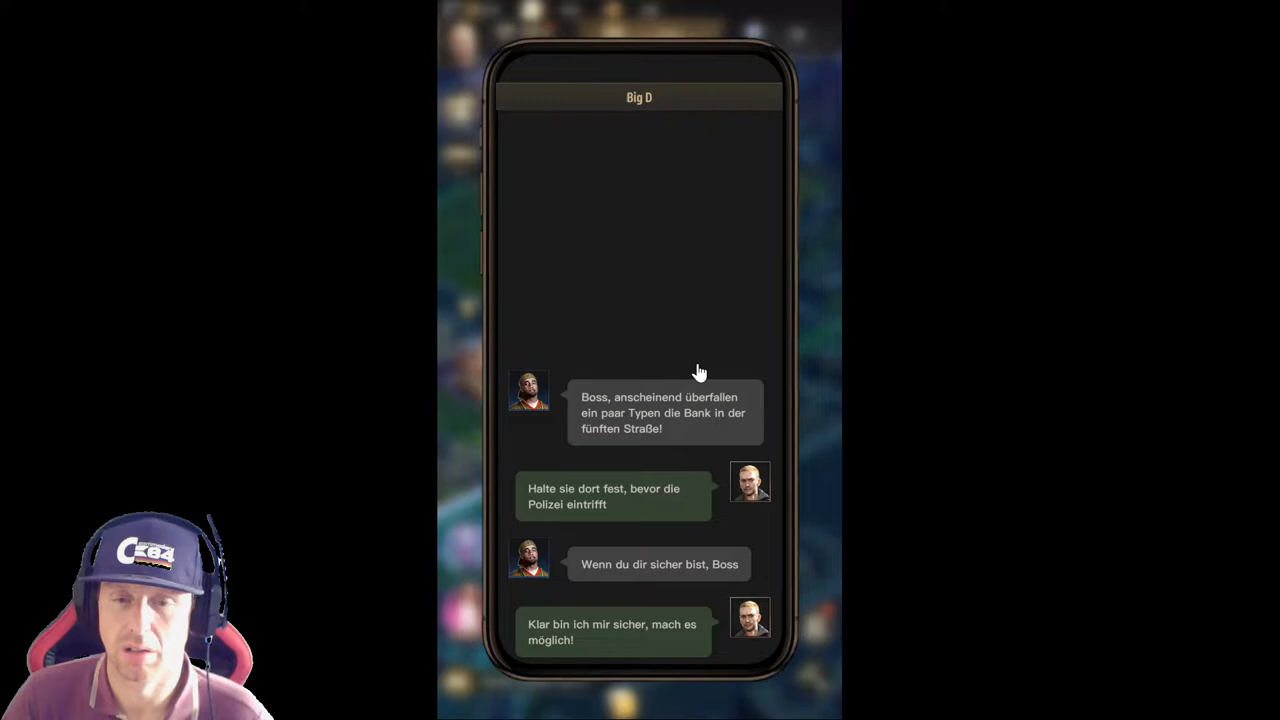 Big D
Boss, anscheinend überfallen
ein paar Typen die Bank in der
fünften Straße!
Halte sie dort fest, bevor die
Polizei eintrifft
Wenn du dir sicher bist, Boss
Klar bin ich mir sicher, mach es
möglich!